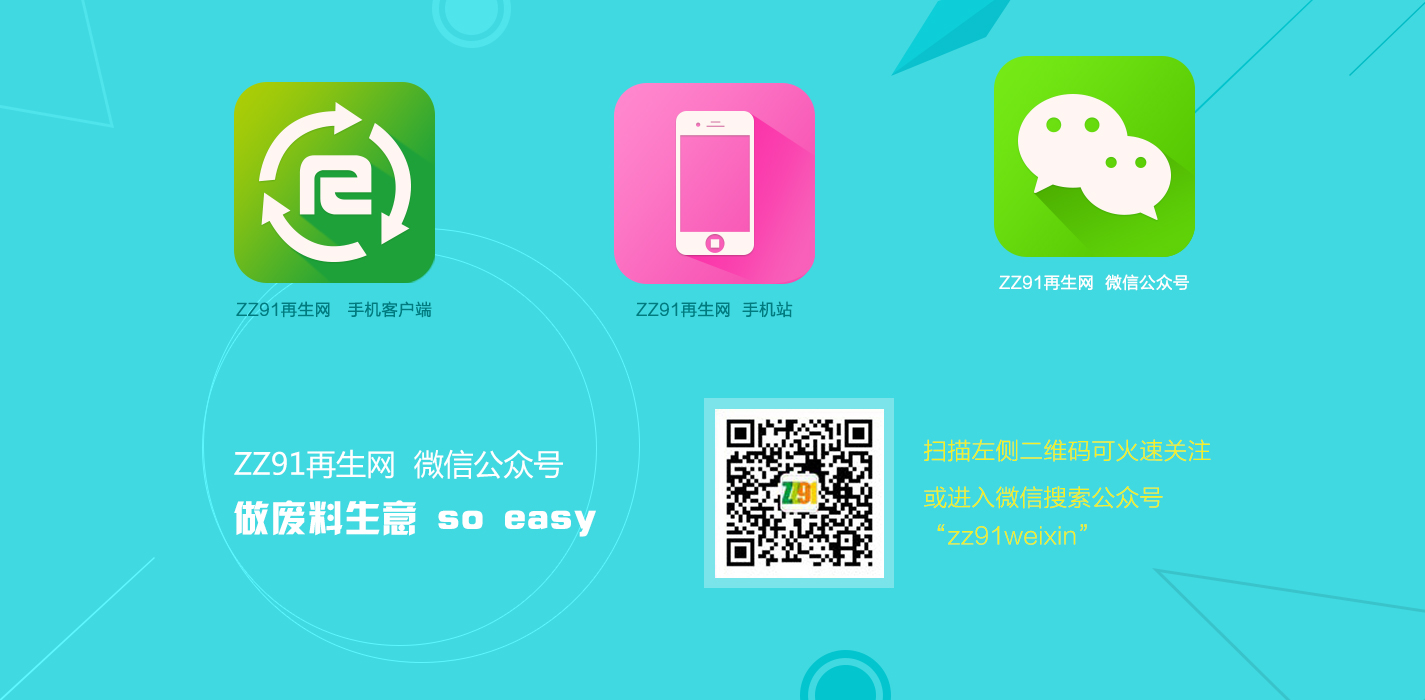 ZZ91再生网 手机客户端
ZZ91再生网 手机站
ZZ91再生网 微信公众号
ZZ91再生网 微信公众号
做废料生意 so easy
ZZ91
扫描左侧二维码可火速关注
或进入微信搜索公众号
“zz91weixin”